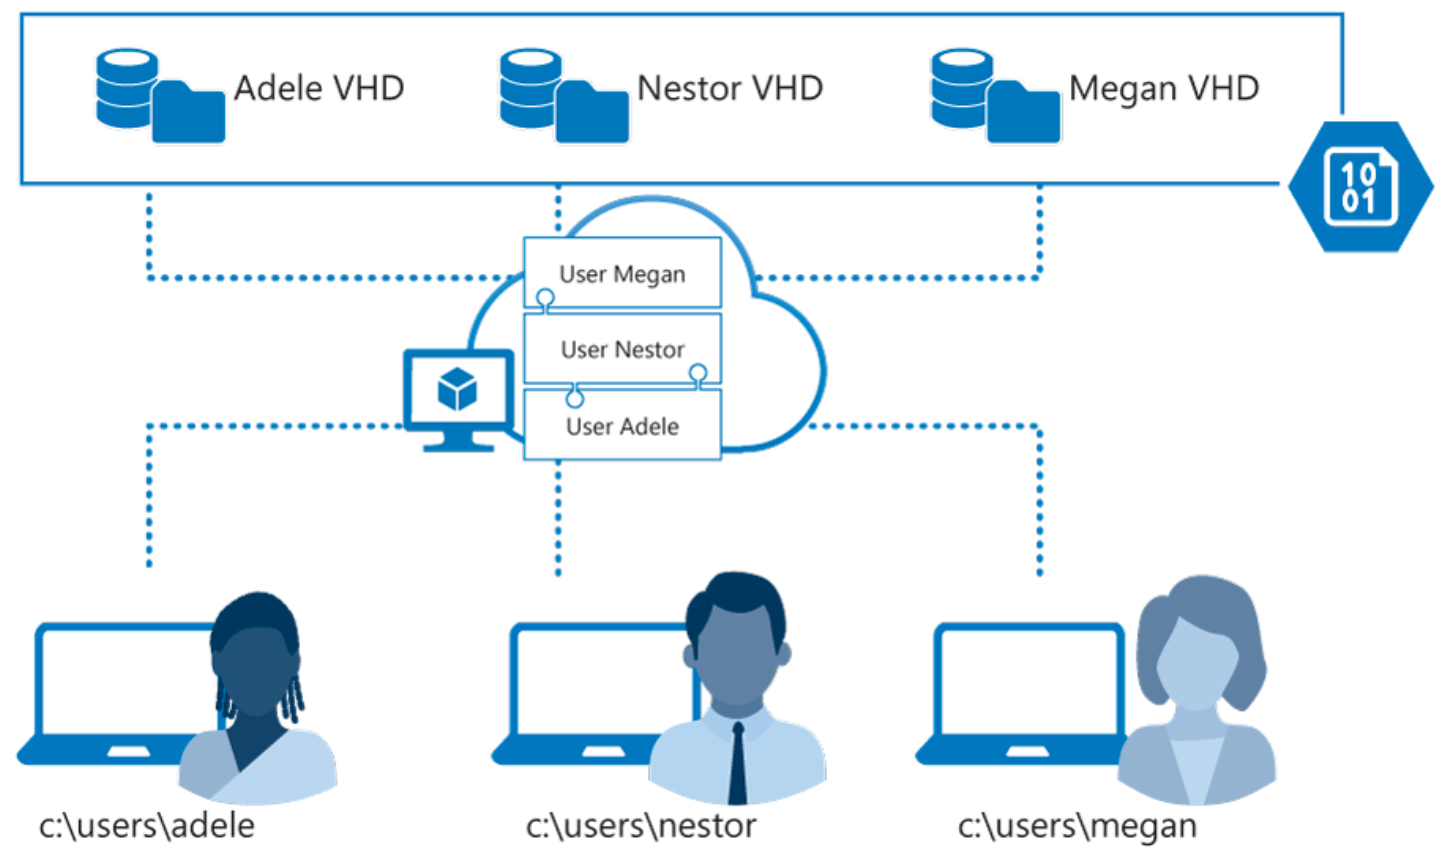 Adele VHD
Nestor VHD
Megan VHD
10
01
User Megan
User Nestor
User Adele
c:\users\adele
c:\users\nestor
c:\users\megan